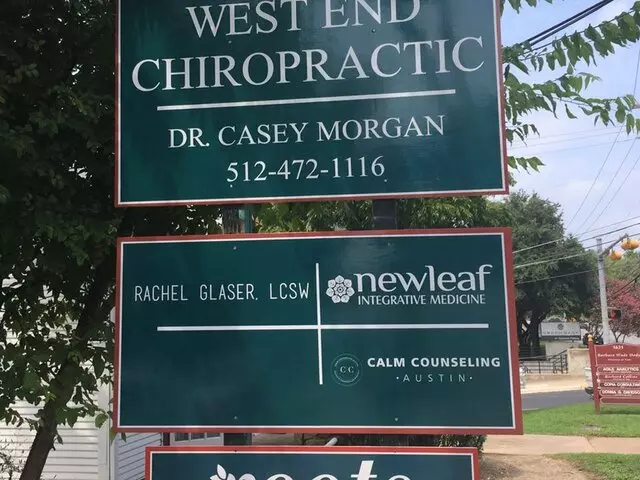 WEST END
CHIROPRACTIC
DR. CASEY MORGAN
512-472-1116
RACHEL GLASER, LCSW
newleaf
INTEGRATIVE MEDICINE
CC
CALM COUNSELING
·AUSTIN·
roots